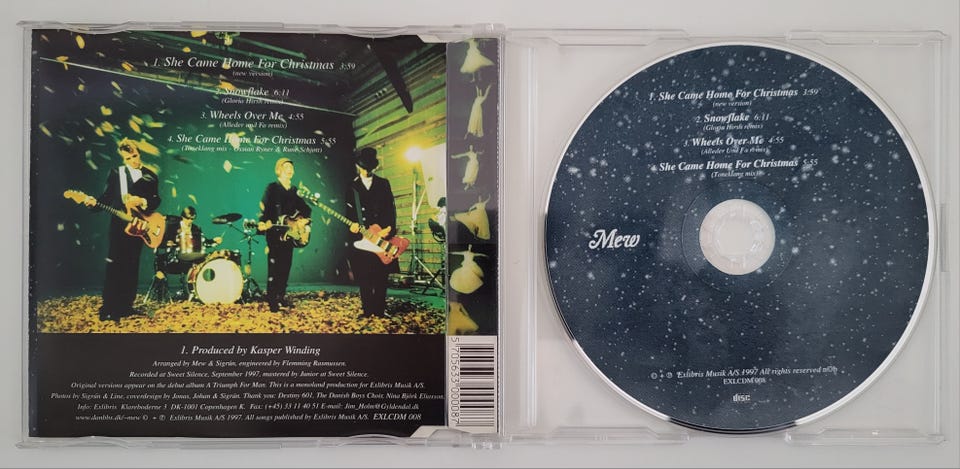 1. She Came Home For Christmas 3:59
(new version)
2. Snowflake 6:11
(Gloria Hirsh remix)
3. Wheels Over Me 4:55
(Alleder und Fa remix)
4. She Came Home For Christmas 5:55
(Toneklang mix - Ossian Ryner & Rune Schjøtt)
1. Produced by Kasper Winding
Arranged by Mew & Sigrún, engineered by Flemming Rasmussen.
Recorded at Sweet Silence, September 1997, mastered by Junior at Sweet Silence.
Original versions appear on the debut album A Triumph For Man. This is a monoland production for Exlibris Musik A/S.
Photos by Sigrún & Line, coverdesign by Jonas, Johan & Sigrún. Thank you: Destiny 601, The Danish Boys Choir, Nina Björk Eliasson.
Info: Exlibris Klareboderne 3 DK-1001 Copenhagen K. Fax: (+45) 33 11 40 51 E-mail: Jim_Holm@Gyldendal.dk
www.danbbs.dk/~mew © + ℗ Exlibris Musik A/S 1997. All songs published by Exlibris Musik A/S. EXLCDM 008
5 705633 000087
1. She Came Home For Christmas 3:59
(new version)
2. Snowflake 6:11
(Gloria Hirsh remix)
3. Wheels Over Me 4:55
(Alleder Und Fa remix)
4. She Came Home For Christmas 5:55
(Toneklang mix)
Mew
© + ℗ Exlibris Musik A/S 1997 All rights reserved ncb
EXLCDM 008
disc